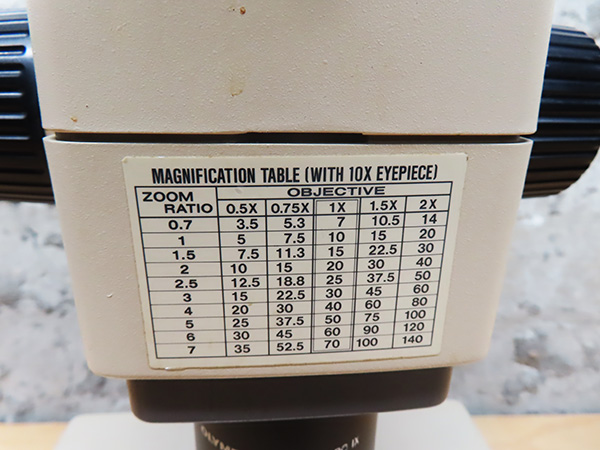 MAGNIFICATION TABLE (WITH 10X EYEPIECE)
ZOOM RATIO OBJECTIVE
0.5X 0.75X 1X 1.5X 2X
0.7 3.5 5.3 7 10.5 14
1 5 7.5 10 15 20
1.5 7.5 11.3 15 22.5 30
2 10 15 20 30 40
2.5 12.5 18.8 25 37.5 50
3 15 22.5 30 45 60
4 20 30 40 60 80
5 25 37.5 50 75 100
6 30 45 60 90 120
7 35 52.5 70 100 140
1X